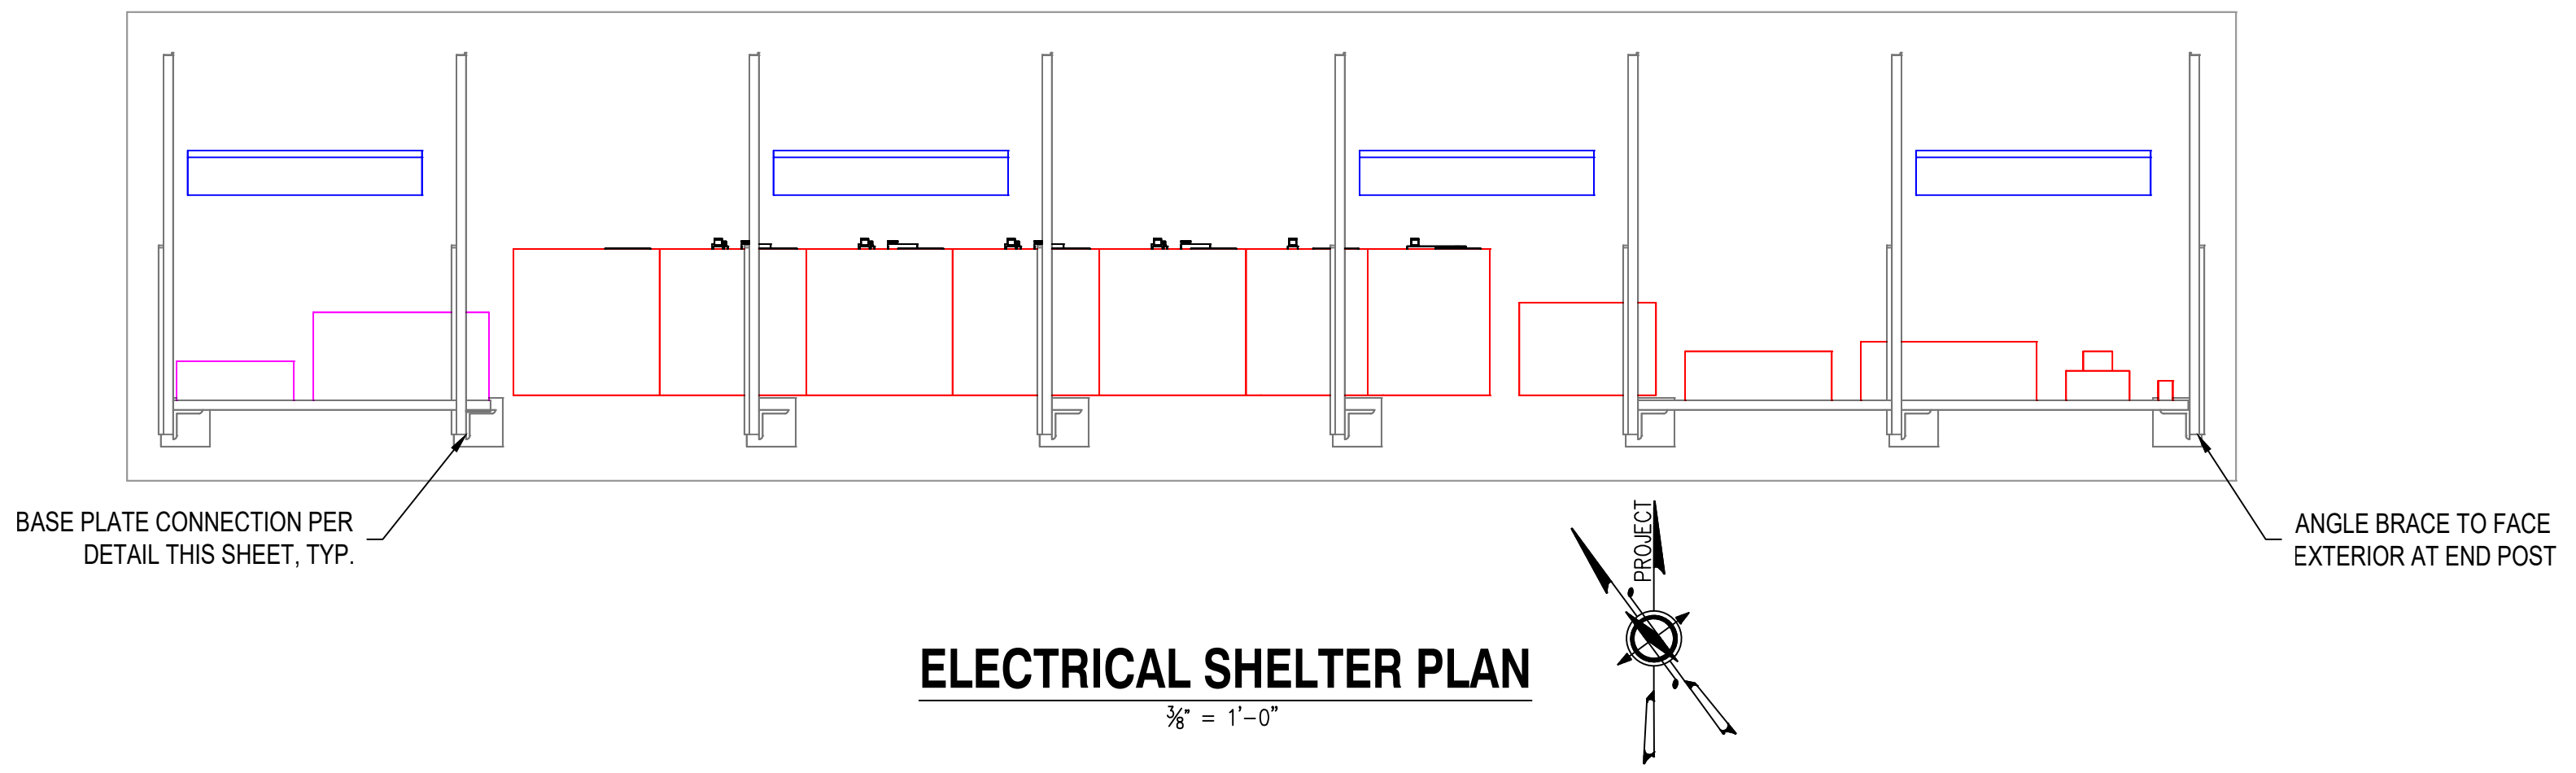 BASE PLATE CONNECTION PER
DETAIL THIS SHEET, TYP.
PROJECT
ANGLE BRACE TO FACE
EXTERIOR AT END POST
ELECTRICAL SHELTER PLAN
⅜" = 1'-0"